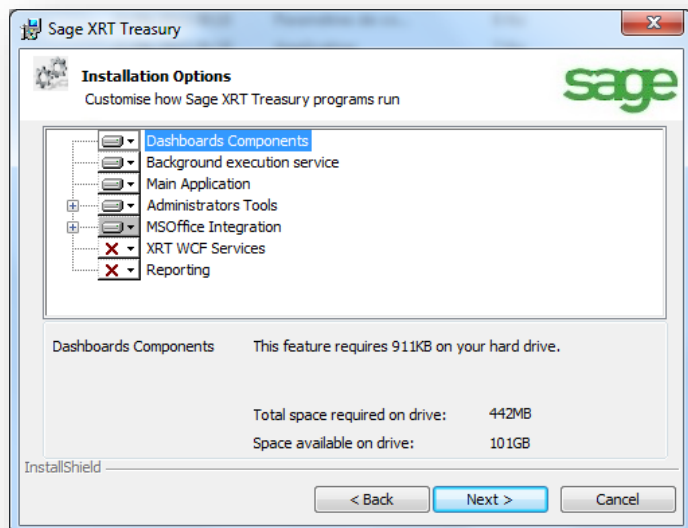 Sage XRT Treasury
Installation Options
Customise how Sage XRT Treasury programs run
sage
Dashboards Components
Background execution service
Main Application
Administrators Tools
MSOffice Integration
XRT WCF Services
Reporting
Dashboards Components This feature requires 911KB on your hard drive.
Total space required on drive: 442MB
Space available on drive: 101GB
InstallShield
< Back Next > Cancel